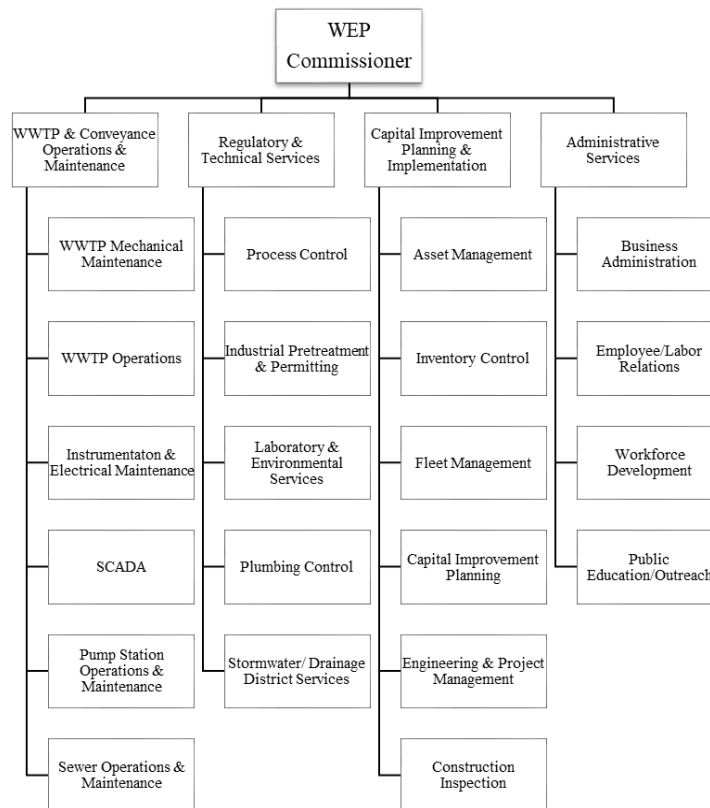 WEP
Commissioner
WWTP & Conveyance
Operations &
Maintenance
WWTP Mechanical
Maintenance
WWTP Operations
Instrumentaton &
Electrical Maintenance
SCADA
Pump Station
Operations &
Maintenance
Sewer Operations &
Maintenance
Regulatory &
Technical Services
Process Control
Industrial Pretreatment
& Permitting
Laboratory &
Environmental
Services
Plumbing Control
Stormwater/ Drainage
District Services
Capital Improvement
Planning &
Implementation
Asset Management
Inventory Control
Fleet Management
Capital Improvement
Planning
Engineering & Project
Management
Construction
Inspection
Administrative
Services
Business
Administration
Employee/Labor
Relations
Workforce
Development
Public
Education/Outreach